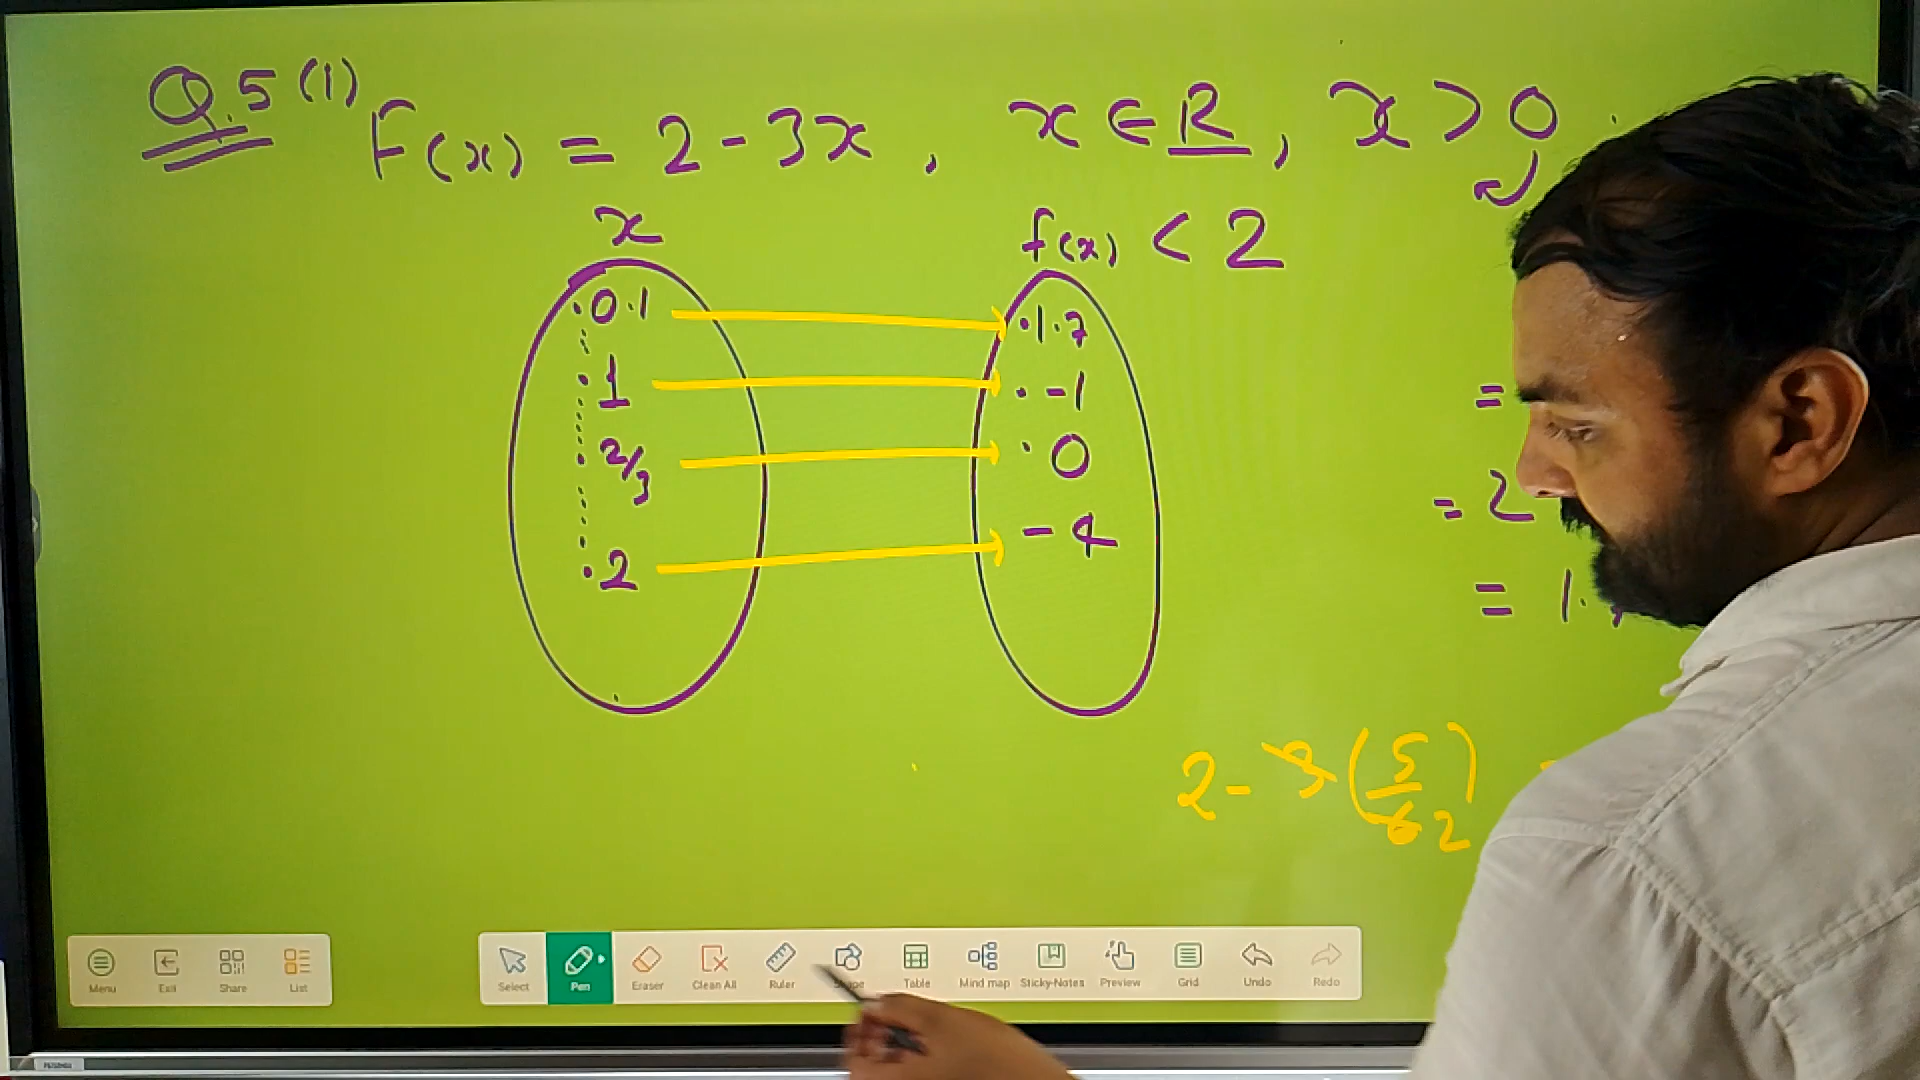 Q.5 (1) F(x) = 2 - 3x , x ∈ R , x > 0
x f(x) < 2
.0.1 .1.7
.1 . -1
.2/3 . 0
.2 - 4
=
= 2
= 1.
2 - 3 (5/6 2)
Menu Exit Share List Select Pen Eraser Clean All Ruler Shape Table Mind map Sticky-Notes Preview Grid Undo Redo